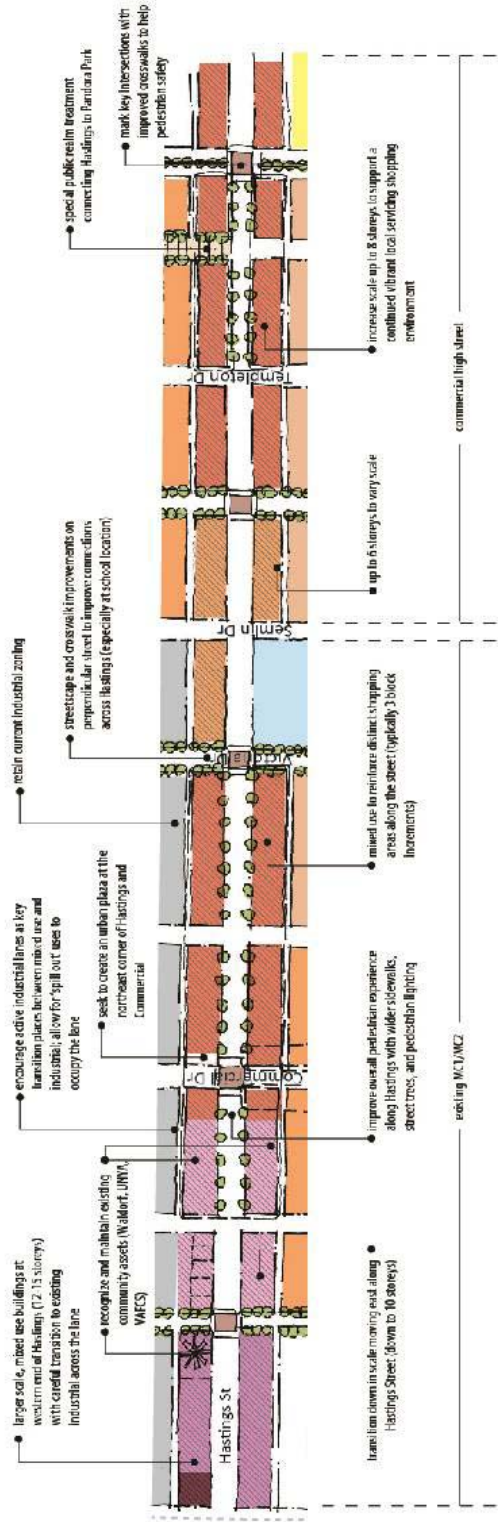 larger scale, mixed use buildings at
western end of Hastings (12-15 storeys)
with careful transition to existing
industrial across the lane
encourage active industrial lanes as key
transition places between mixed use and
industrial; allow for 'spill out' uses to
occupy the lane
retain current industrial zoning
special public realm treatment
connecting Hastings to Pandora Park
recognize and maintain existing
community assets (Waldorf, UNYA,
VAFCS)
seek to create an urban plaza at the
northeast corner of Hastings and
Commercial
streetscape and crosswalk improvements on
perpendicular street to improve connections
across Hastings (especially at school location)
mark key intersections with
improved crosswalks to help
pedestrian safety
Hastings St
Commercial Dr
Victoria Dr
Semlin Dr
Templeton Dr
transition down in scale moving east along
Hastings Street (down to 10 storeys)
improve overall pedestrian experience
along Hastings with wider sidewalks,
street trees, and pedestrian lighting
mixed use to reinforce distinct shopping
areas along the street (typically 3 block
increments)
up to 6 storeys to vary scale
increase scale up to 8 storeys to support a
continued vibrant local servicing shopping
environment
existing MC1/MC2
commercial high street